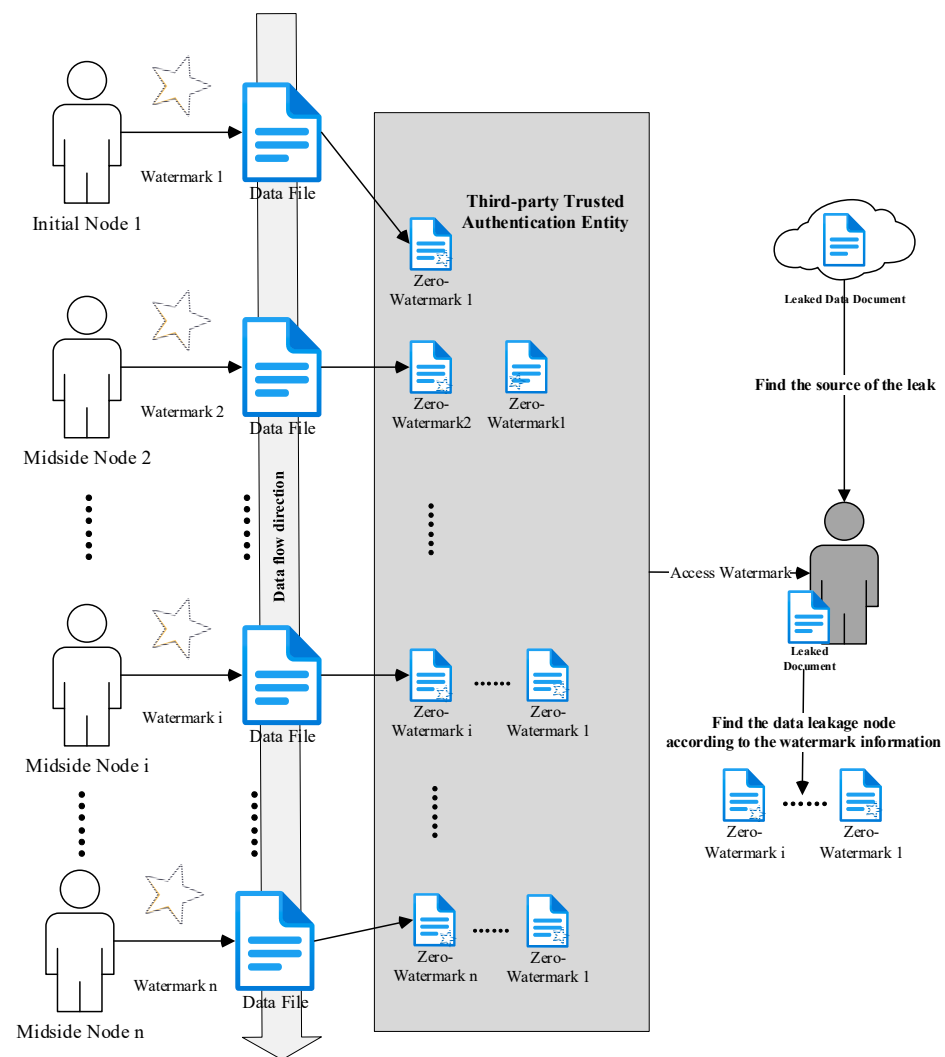 Watermark 1
Data File
Initial Node 1
Third-party Trusted
Authentication Entity
Zero-
Watermark 1
Leaked Data Document
Watermark 2
Data File
Midside Node 2
Zero-
Watermark2
Zero-
Watermark1
Find the source of the leak
Data flow direction
Access Watermark
Leaked
Document
Watermark i
Data File
Midside Node i
Zero-
Watermark i
Zero-
Watermark 1
Find the data leakage node
according to the watermark information
Zero-
Watermark i
Zero-
Watermark 1
Watermark n
Data File
Midside Node n
Zero-
Watermark n
Zero-
Watermark 1